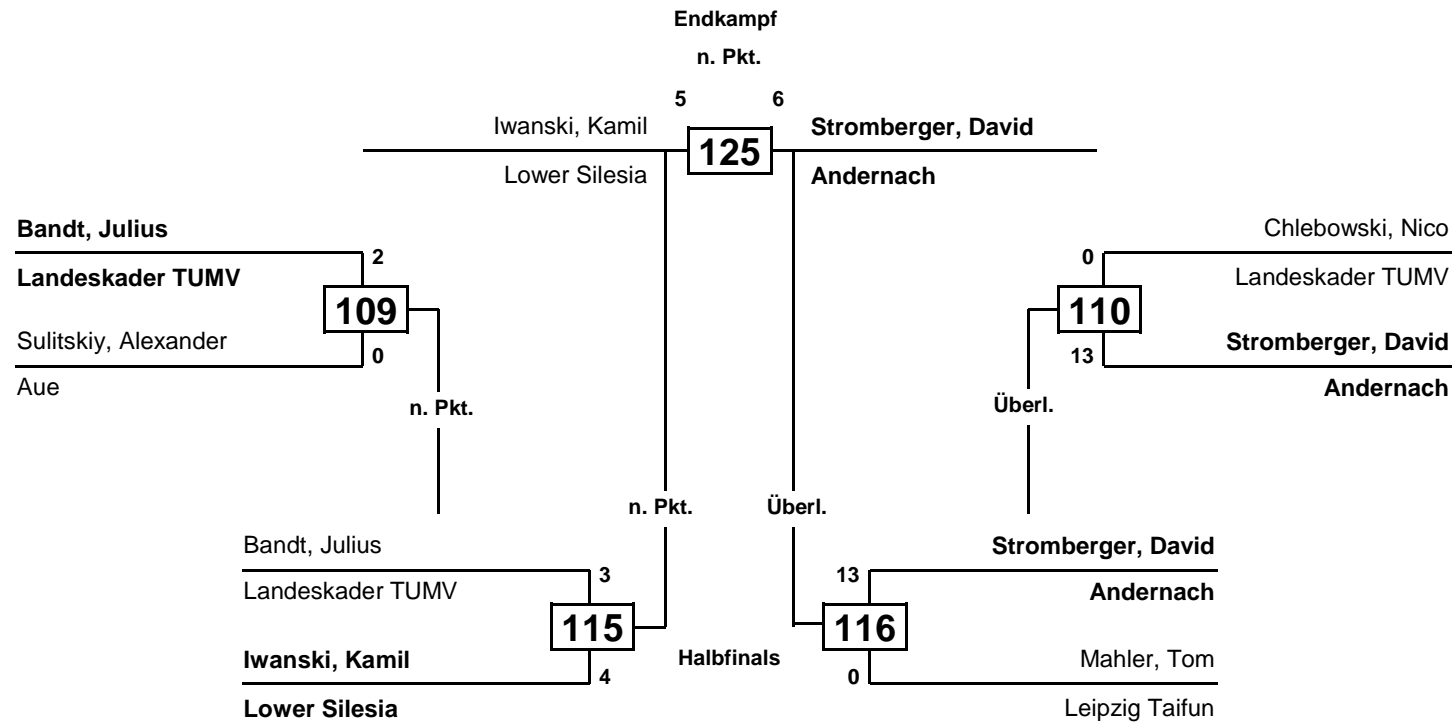 Endkampf
n. Pkt.
5 6
Iwanski, Kamil
Lower Silesia
125
Stromberger, David
Andernach
Bandt, Julius
2
Landeskader TUMV
109
Sulitskiy, Alexander
0
Aue
n. Pkt.
Chlebowski, Nico
0
Landeskader TUMV
110
Stromberger, David
13
Andernach
Überl.
n. Pkt.
Überl.
Bandt, Julius
3
Landeskader TUMV
115
Iwanski, Kamil
4
Lower Silesia
Halbfinals
Stromberger, David
13
Andernach
116
Mahler, Tom
0
Leipzig Taifun